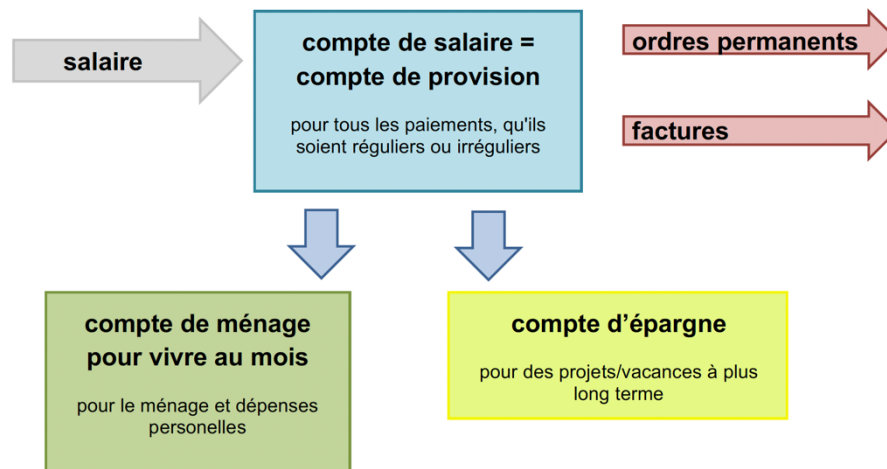 salaire
compte de salaire =
compte de provision
pour tous les paiements, qu'ils
soient réguliers ou irréguliers
ordres permanents
factures
compte de ménage
pour vivre au mois
pour le ménage et dépenses
personelles
compte d’épargne
pour des projets/vacances à plus
long terme